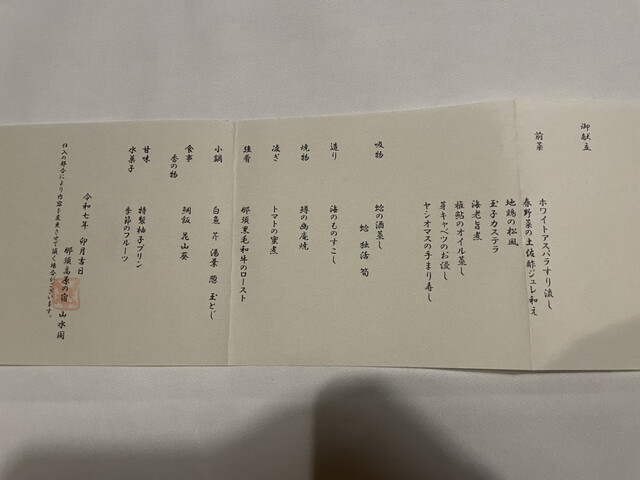 御献立
前菜
ホワイトアスパラすり流し
春野菜の土佐酢ジュレ和え
地鶏の松風
玉子カステラ
海老旨煮
稚鮎のオイル蒸し
芽キャベツのお浸し
ヤシオマスの手まり寿し
吸物
蛤の酒蒸し
蛤 独活 筍
造り
海のものすこし
焼物
鱒の幽庵焼
凌ぎ
トマトの蜜煮
強肴
那須黒毛和牛のロースト
小鍋
白魚 芹 湯葉 葱 玉とじ
食事
鯛飯
香の物
昆山葵
甘味
特製柚子プリン
水菓子
季節のフルーツ
令和七年 卯月吉日
那須高原の宿 山水閣
仕入の都合により内容を変更させて頂く場合がございます。